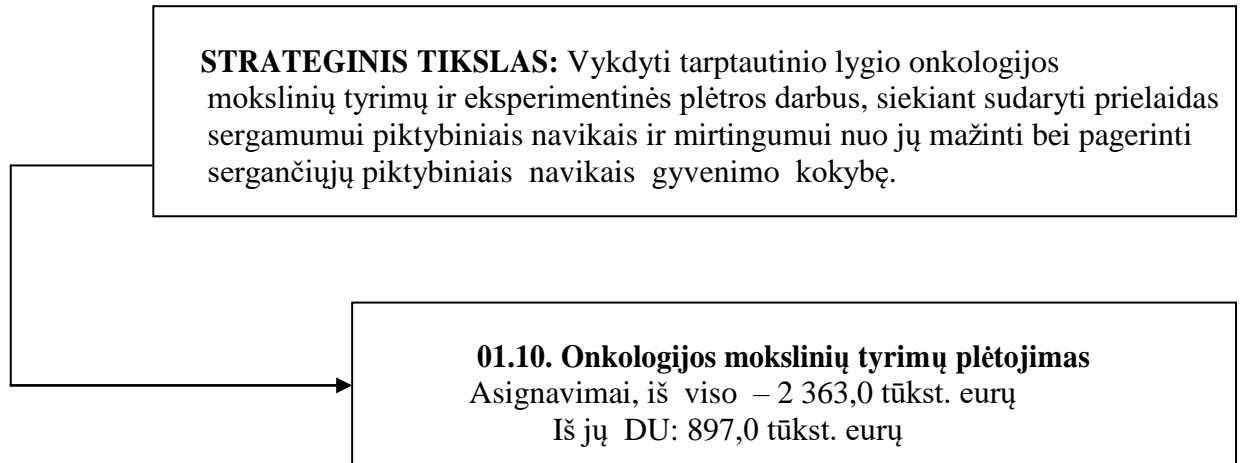 STRATEGINIS TIKSLAS: Vykdyti tarptautinio lygio onkologijos
mokslinių tyrimų ir eksperimentinės plėtros darbus, siekiant sudaryti prielaidas
sergamumui piktybiniais navikais ir mirtingumui nuo jų mažinti bei pagerinti
sergančiųjų piktybiniais navikais gyvenimo kokybę.
01.10. Onkologijos mokslinių tyrimų plėtojimas
Asignavimai, iš viso – 2 363,0 tūkst. eurų
Iš jų DU: 897,0 tūkst. eurų